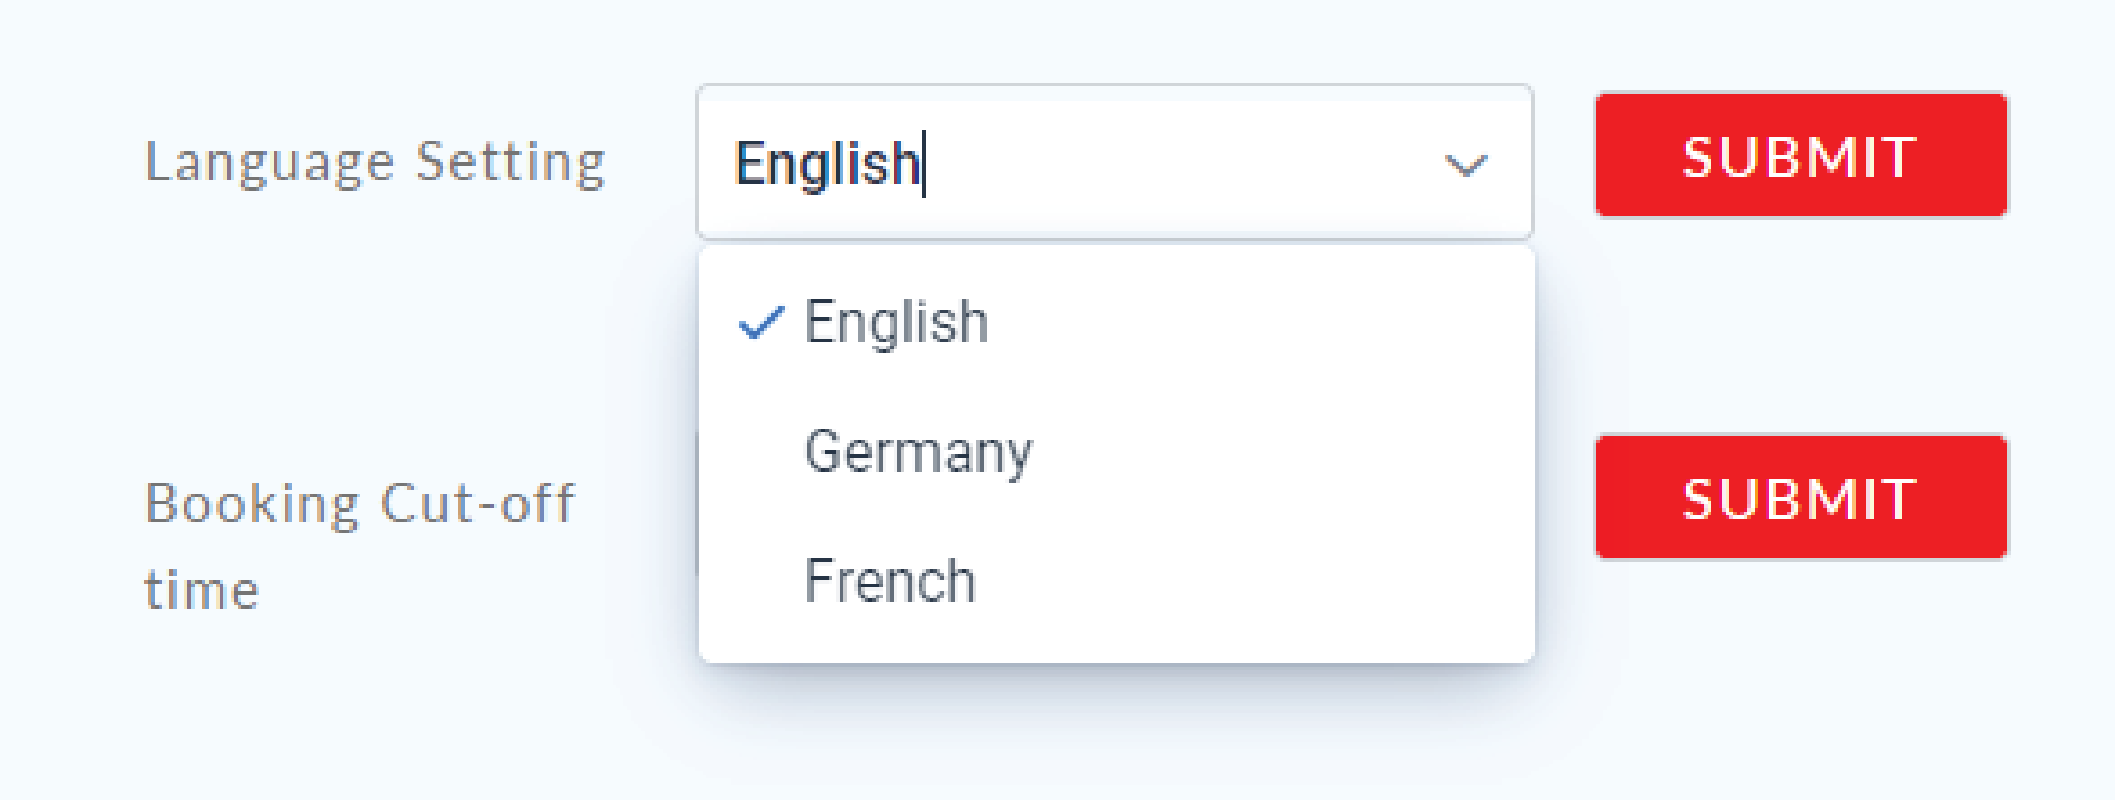 Language Setting
English
SUBMIT
English
Germany
French
Booking Cut-off
time
SUBMIT